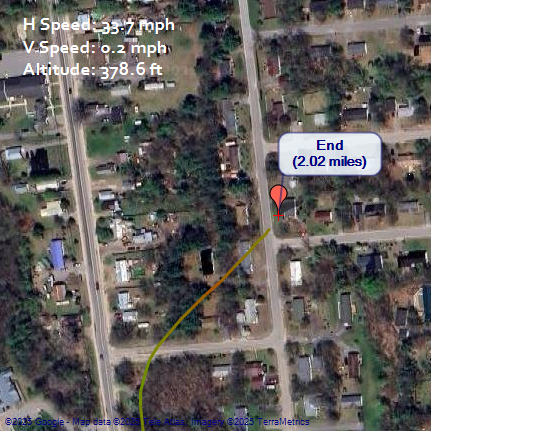 H Speed: 33.7 mph
V.Speed: 0.2 mph
Altitude: 378.6 ft
End
(2.02 miles)
©2025 Google - Map data ©2025 Tele Atlas, Imagery ©2025 TerraMetrics